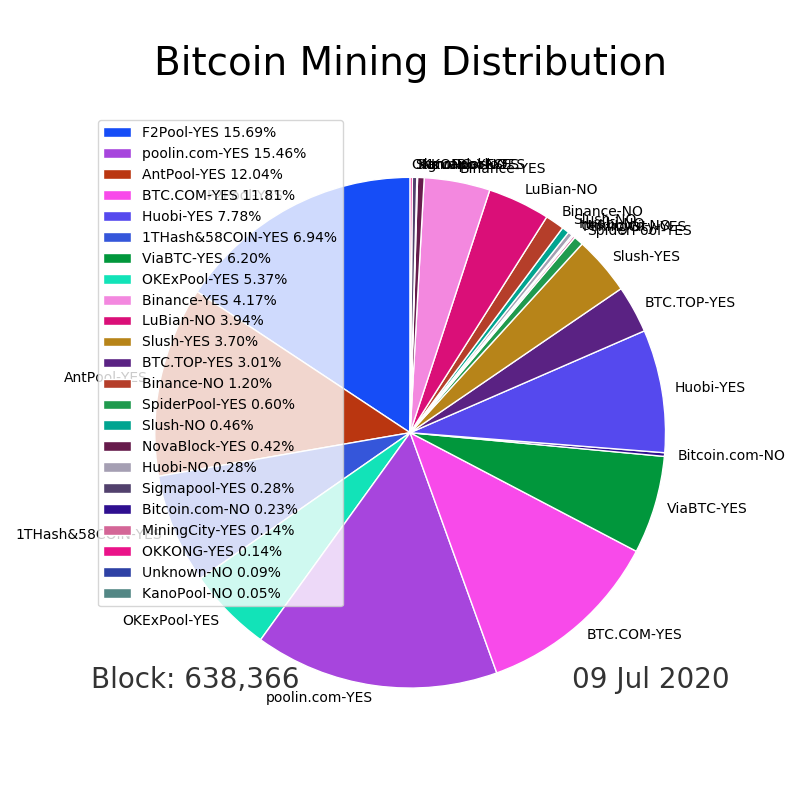 Bitcoin Mining Distribution
F2Pool-YES 15.69%
poolin.com-YES 15.46%
AntPool-YES 12.04%
BTC.COM-YES 11.81%
Huobi-YES 7.78%
1THash&58COIN-YES 6.94%
ViaBTC-YES 6.20%
OKExPool-YES 5.37%
Binance-YES 4.17%
LuBian-NO 3.94%
Slush-YES 3.70%
BTC.TOP-YES 3.01%
Binance-NO 1.20%
SpiderPool-YES 0.60%
Slush-NO 0.46%
NovaBlock-YES 0.42%
Huobi-NO 0.28%
Sigmapool-YES 0.28%
Bitcoin.com-NO 0.23%
MiningCity-YES 0.14%
OKKONG-YES 0.14%
Unknown-NO 0.09%
KanoPool-NO 0.05%
Binance-YES
LuBian-NO
Binance-NO
Slush-NO
SpiderPool-YES
Slush-YES
BTC.TOP-YES
Huobi-YES
Bitcoin.com-NO
ViaBTC-YES
BTC.COM-YES
poolin.com-YES
OKExPool-YES
1THash&58COIN-YES
AntPool-YES
Block: 638,366
09 Jul 2020